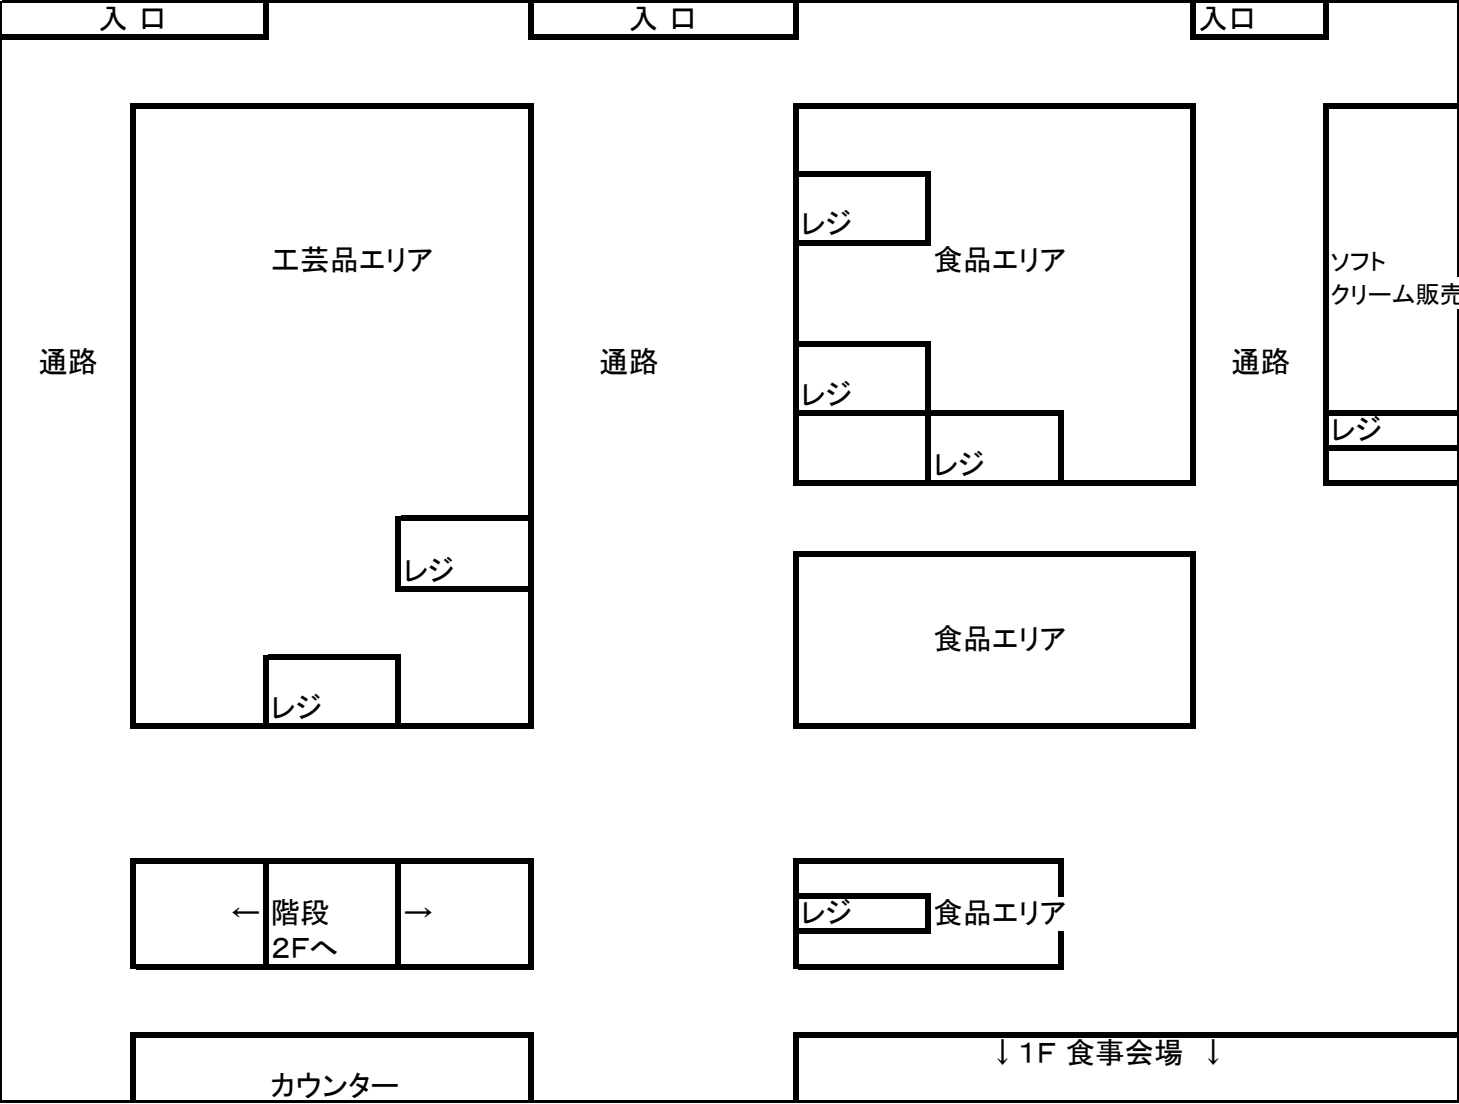 入 口
入 口
入口
レジ
工芸品エリア
食品エリア
ソフト
クリーム販売
通路
通路
通路
レジ
レジ
レジ
レジ
食品エリア
レジ
←
階段
→
2Fへ
レジ
食品エリア
↓1F 食事会場 ↓
カウンター